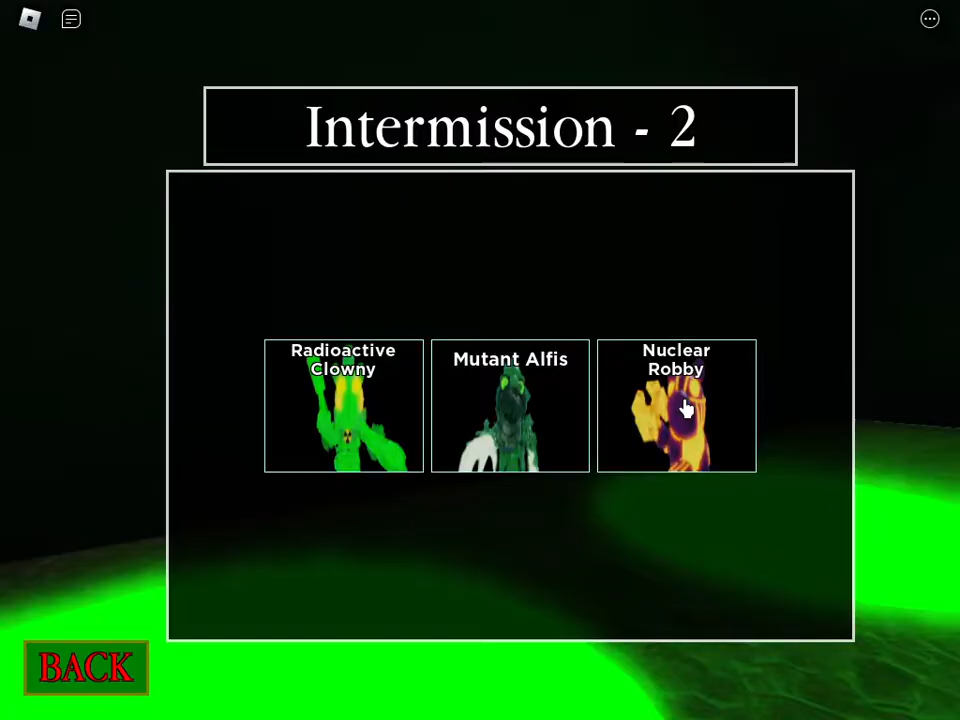 Intermission - 2
Radioactive
Clowny
Mutant Alfis
Nuclear
Robby
BACK